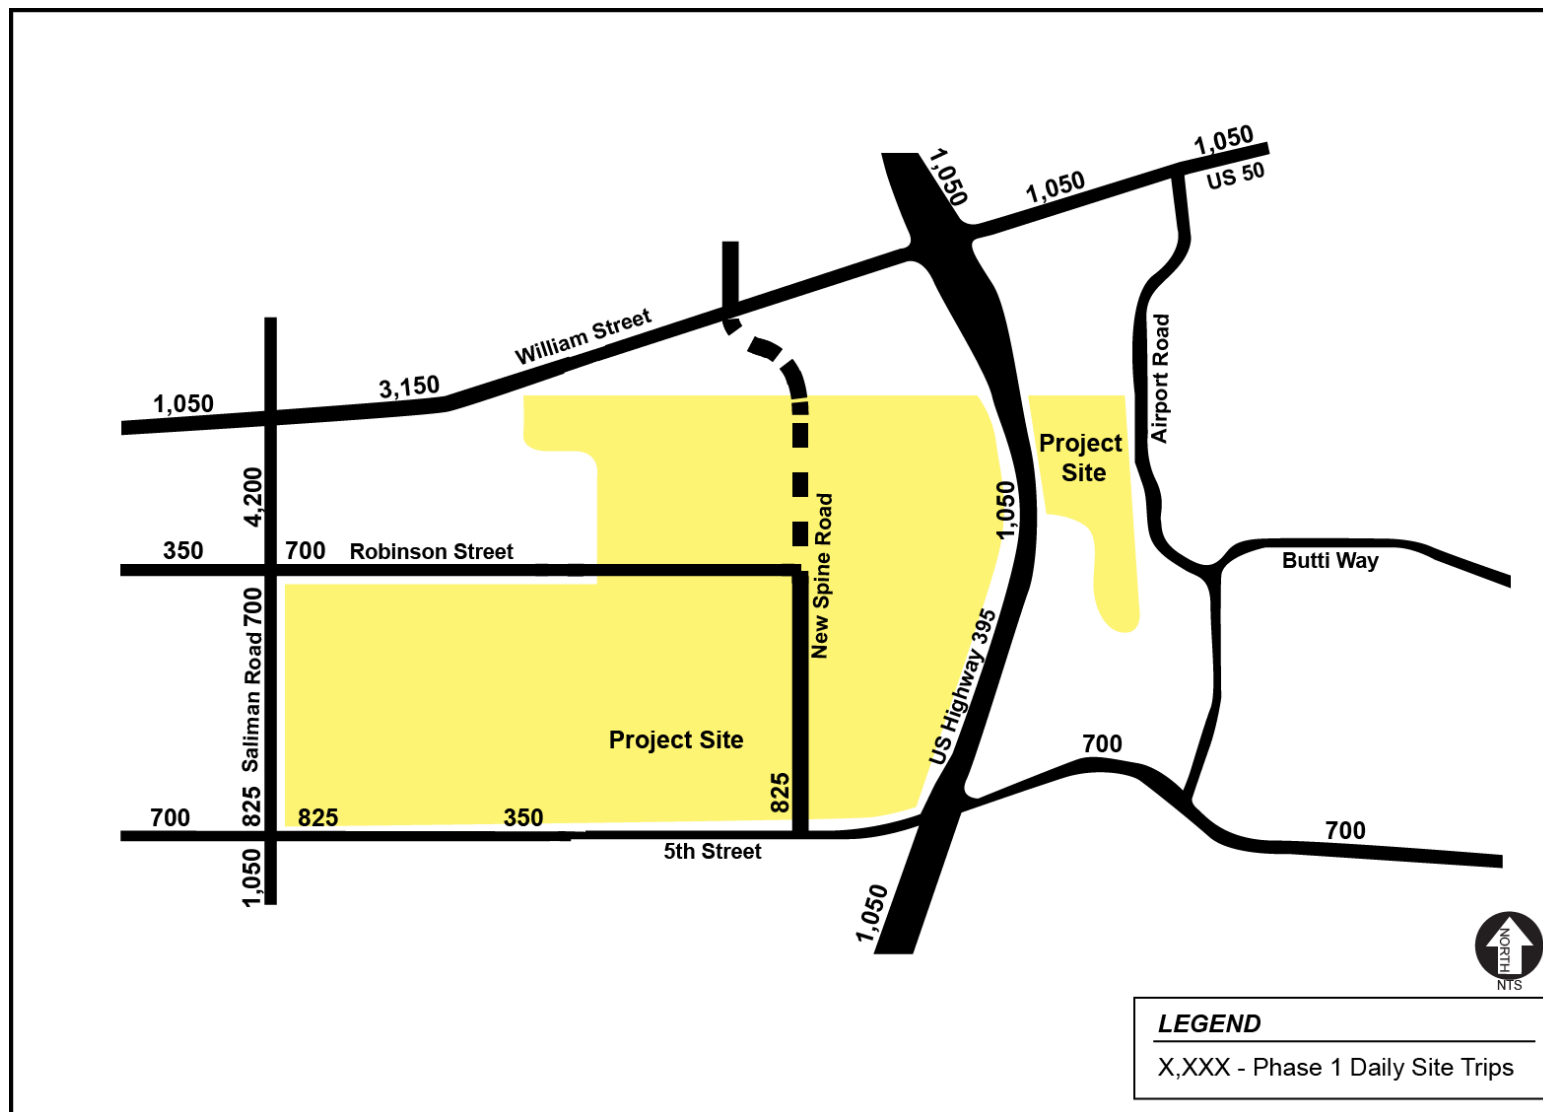 1,050
1,050
1,050
US 50
William Street
3,150
1,050
Airport Road
Project
Site
4,200
1,050
350
700
Robinson Street
New Spine Road
Butti Way
700
Saliman Road
US Highway 395
Project Site
700
825
825
700
825
350
5th Street
700
1,050
1,050
NORTH
NTS
LEGEND
X,XXX - Phase 1 Daily Site Trips